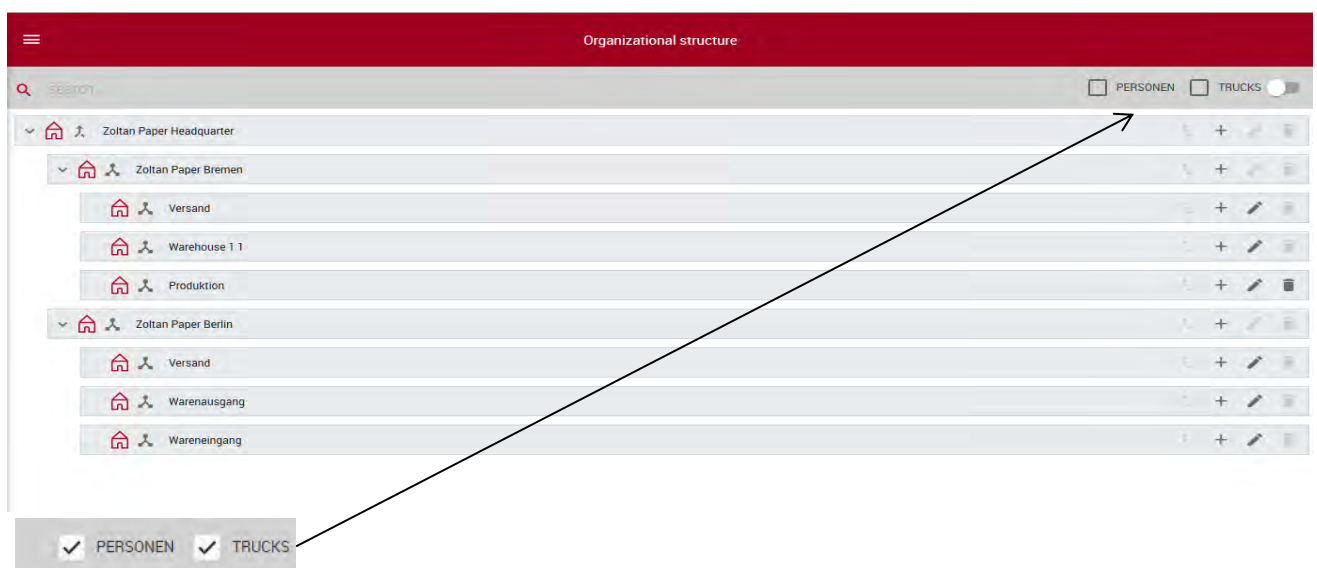 Organizational structure
search
PERSONEN TRUCKS
Zoltan Paper Headquarter
Zoltan Paper Bremen
Versand
Warehouse 1 1
Produktion
Zoltan Paper Berlin
Versand
Warenausgang
Wareneingang
PERSONEN TRUCKS